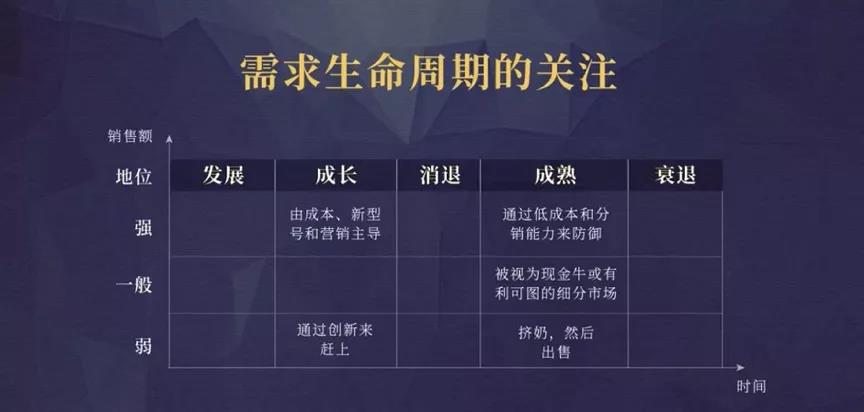 需求生命周期的关注
销售额
地位 发展 成长 消退 成熟 衰退
强
由成本、新型
号和营销主导
通过低成本和分
销能力来防御
一般
被视为现金牛或有
利可图的细分市场
弱
通过创新来
赶上
挤奶，然后
出售
时间